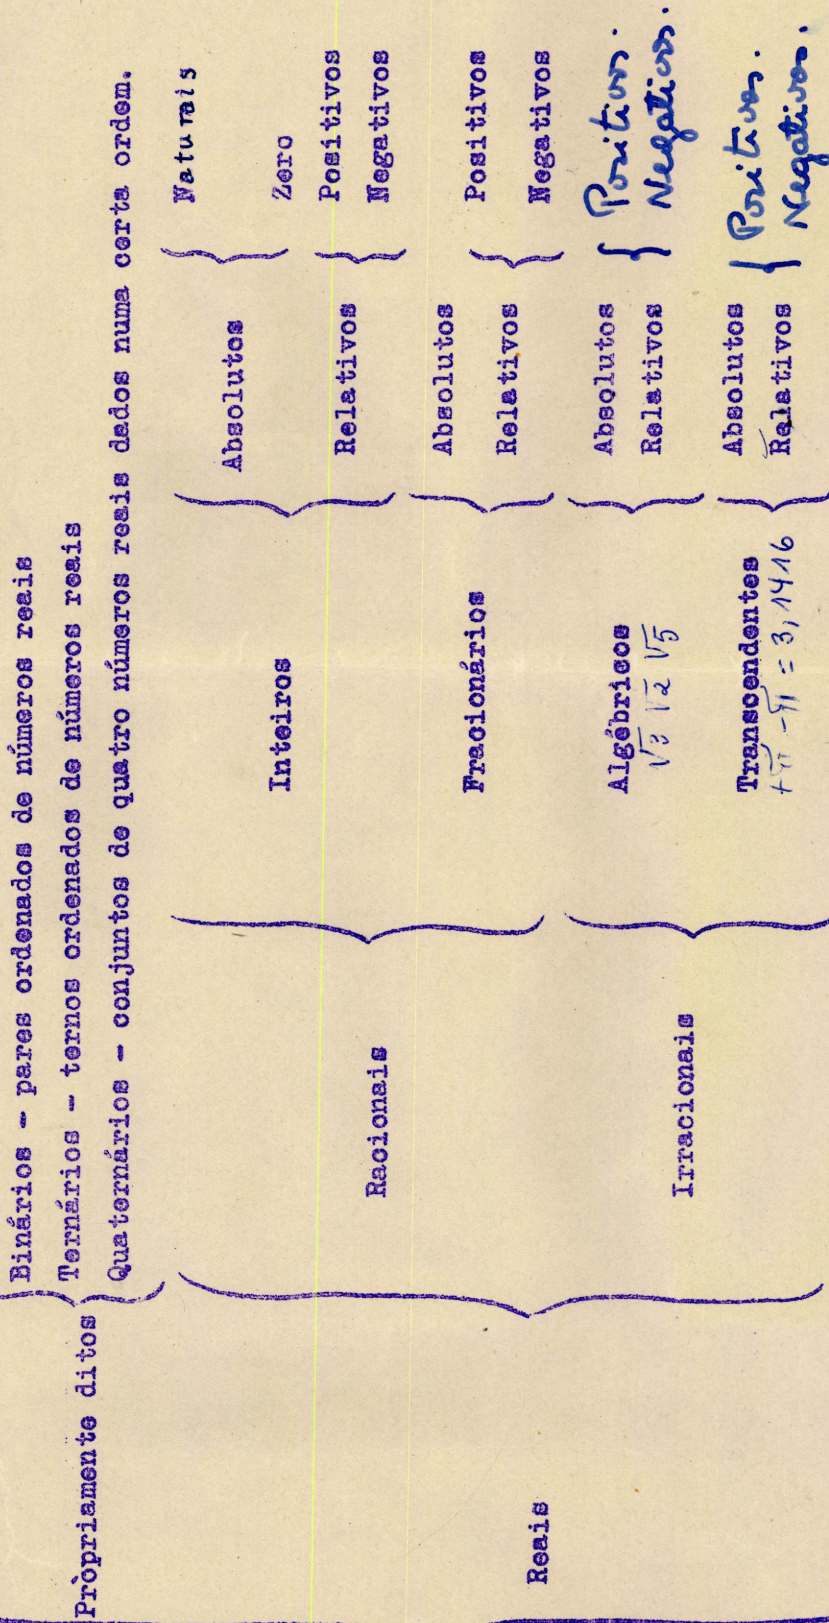 Pròpriamente ditos
Binários - pares ordenados de números reais
Ternários - ternos ordenados de números reais
Quaternários - conjuntos de quatro números reais dados numa certa ordem.
Reais
Racionais
Inteiros
Absolutos
Naturais
Zero
Relativos
Positivos
Negativos
Fracionários
Absolutos
Relativos
Positivos
Negativos
Irracionais
Algébricos
√3 √2 √5
Absolutos
Relativos
Positivos.
Negativos.
Transcendentes
+π -π = 3,1416
Absolutos
Relativos
Positivos.
Negativos.